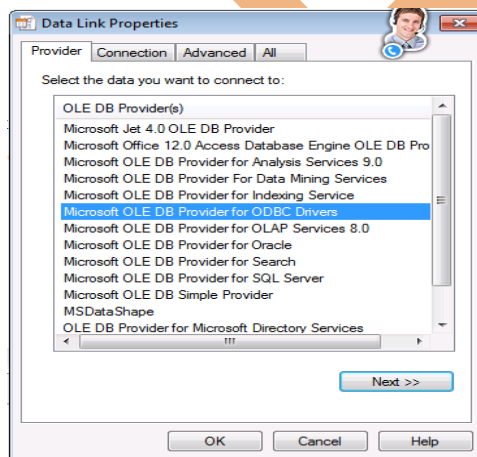 Data Link Properties
Provider Connection Advanced All
Select the data you want to connect to:
OLE DB Provider(s)
Microsoft Jet 4.0 OLE DB Provider
Microsoft Office 12.0 Access Database Engine OLE DB Pro
Microsoft OLE DB Provider for Analysis Services 9.0
Microsoft OLE DB Provider For Data Mining Services
Microsoft OLE DB Provider for Indexing Service
Microsoft OLE DB Provider for ODBC Drivers
Microsoft OLE DB Provider for OLAP Services 8.0
Microsoft OLE DB Provider for Oracle
Microsoft OLE DB Provider for Search
Microsoft OLE DB Provider for SQL Server
Microsoft OLE DB Simple Provider
MSDataShape
OLE DB Provider for Microsoft Directory Services
Next >>
OK Cancel Help